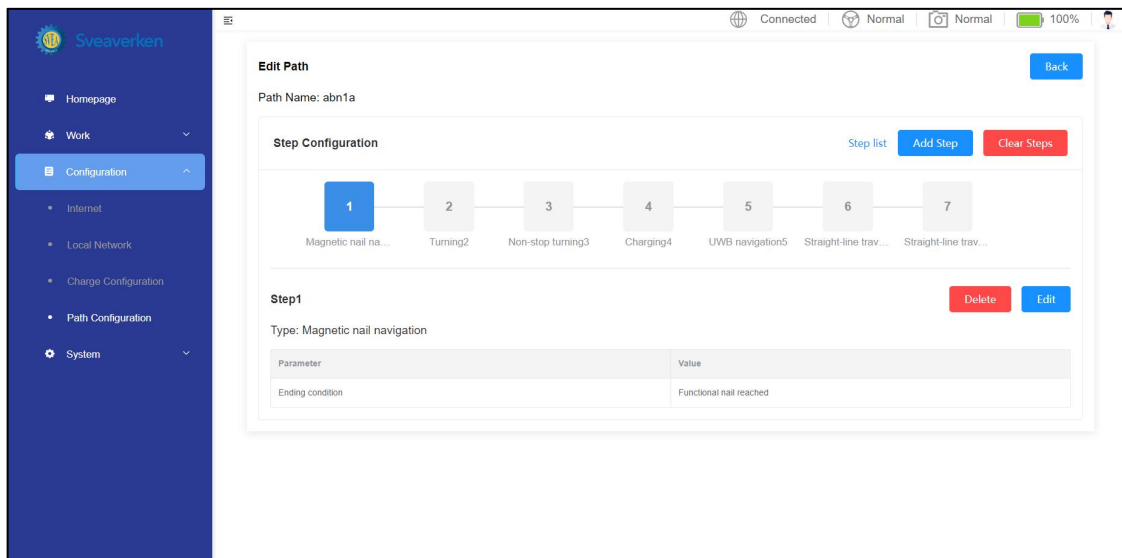 Connected Normal Normal 100%
SVEA Sveaverken
Homepage
Work
Configuration
Internet
Local Network
Charge Configuration
Path Configuration
System
Edit Path
Back
Path Name: abn1a
Step Configuration
Step list Add Step Clear Steps
1 2 3 4 5 6 7
Magnetic nail na... Turning2 Non-stop turning3 Charging4 UWB navigation5 Straight-line trav... Straight-line trav...
Step1
Delete Edit
Type: Magnetic nail navigation
Parameter Value
Ending condition Functional nail reached